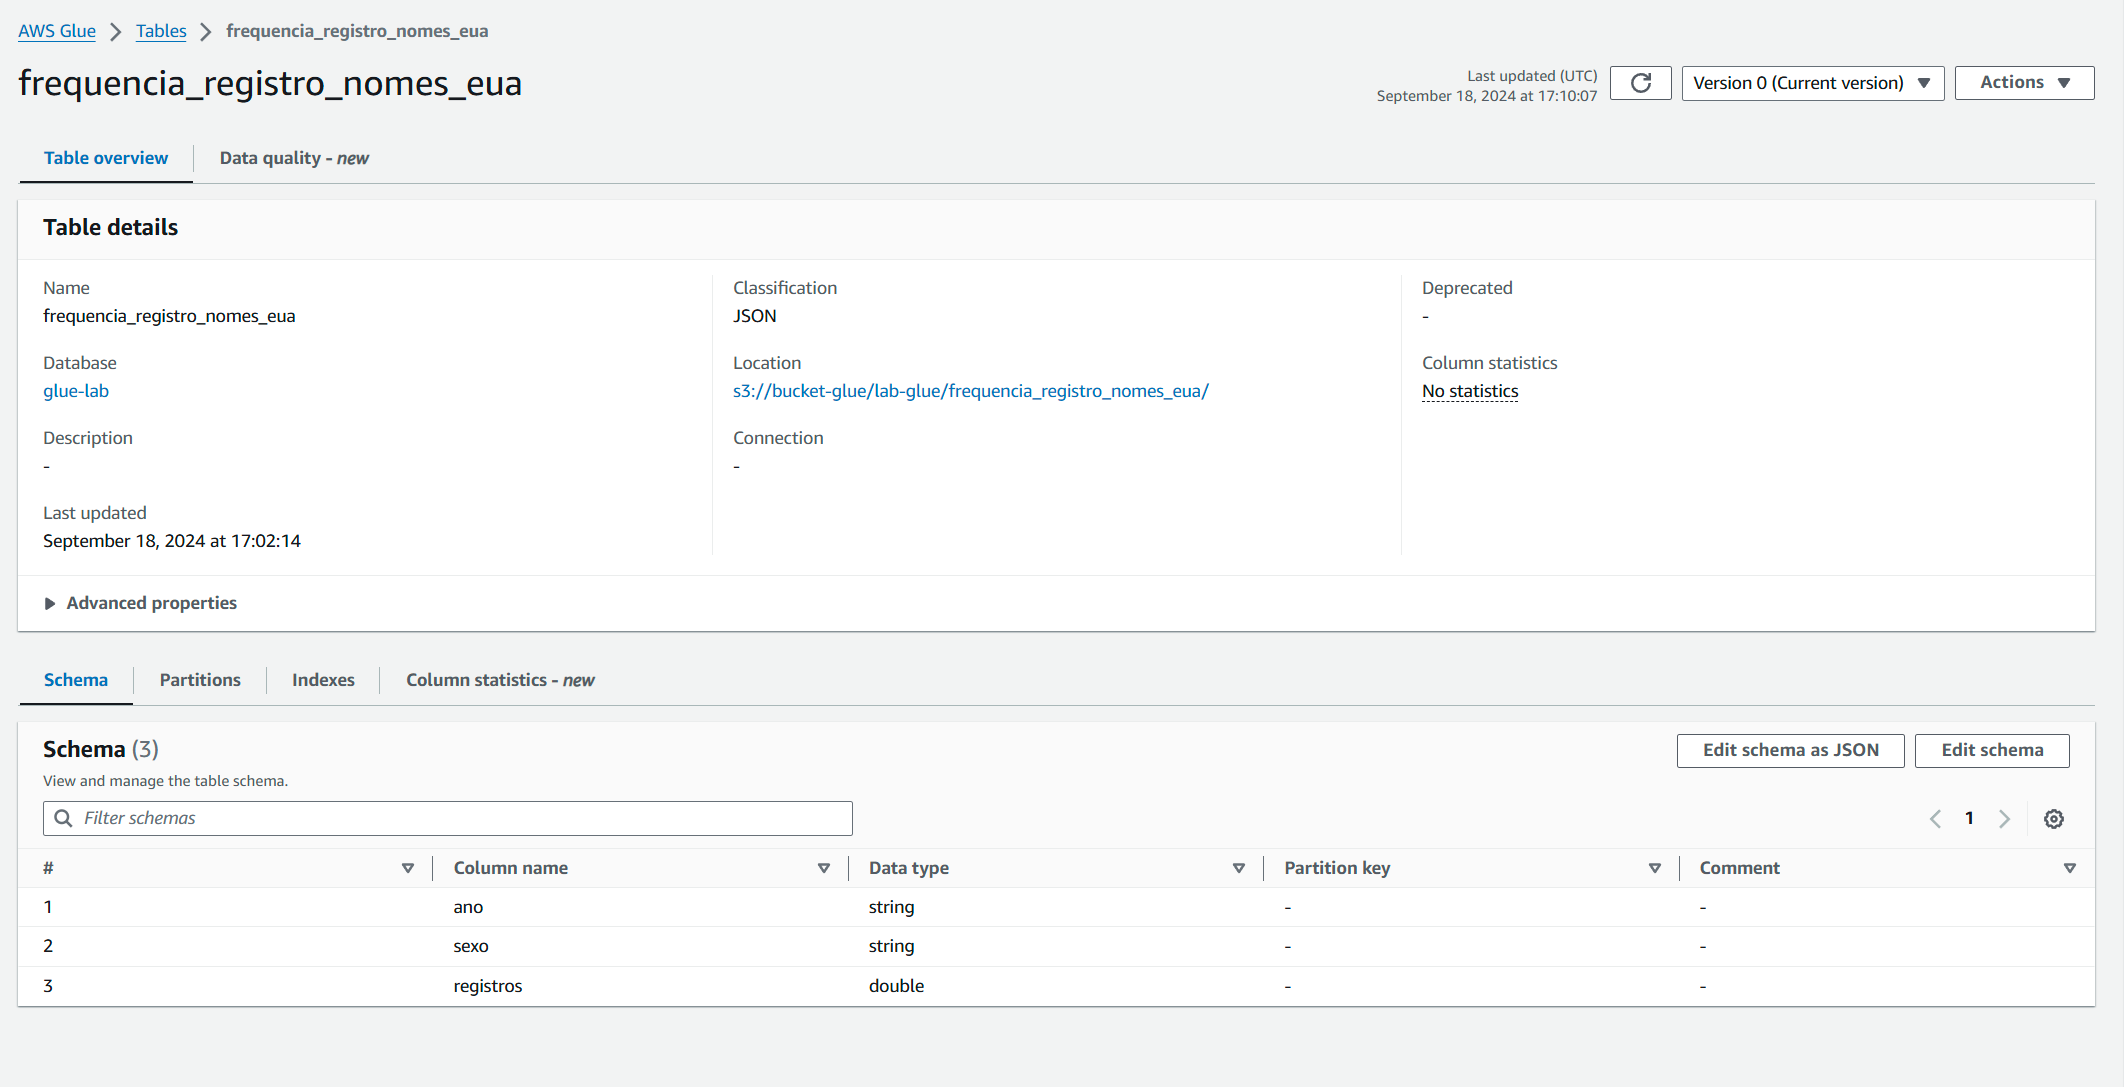 AWS Glue > Tables > frequencia_registro_nomes_eua
frequencia_registro_nomes_eua
Last updated (UTC)
September 18, 2024 at 17:10:07
Version 0 (Current version)
Actions
Table overview
Data quality - new
Table details
Name
frequencia_registro_nomes_eua
Database
glue-lab
Description
-
Last updated
September 18, 2024 at 17:02:14
Classification
JSON
Location
s3://bucket-glue/lab-glue/frequencia_registro_nomes_eua/
Connection
-
Deprecated
-
Column statistics
No statistics
Advanced properties
Schema
Partitions
Indexes
Column statistics - new
Schema (3)
View and manage the table schema.
Edit schema as JSON
Edit schema
Filter schemas
1
# Column name Data type Partition key Comment
1 ano string - -
2 sexo string - -
3 registros double - -